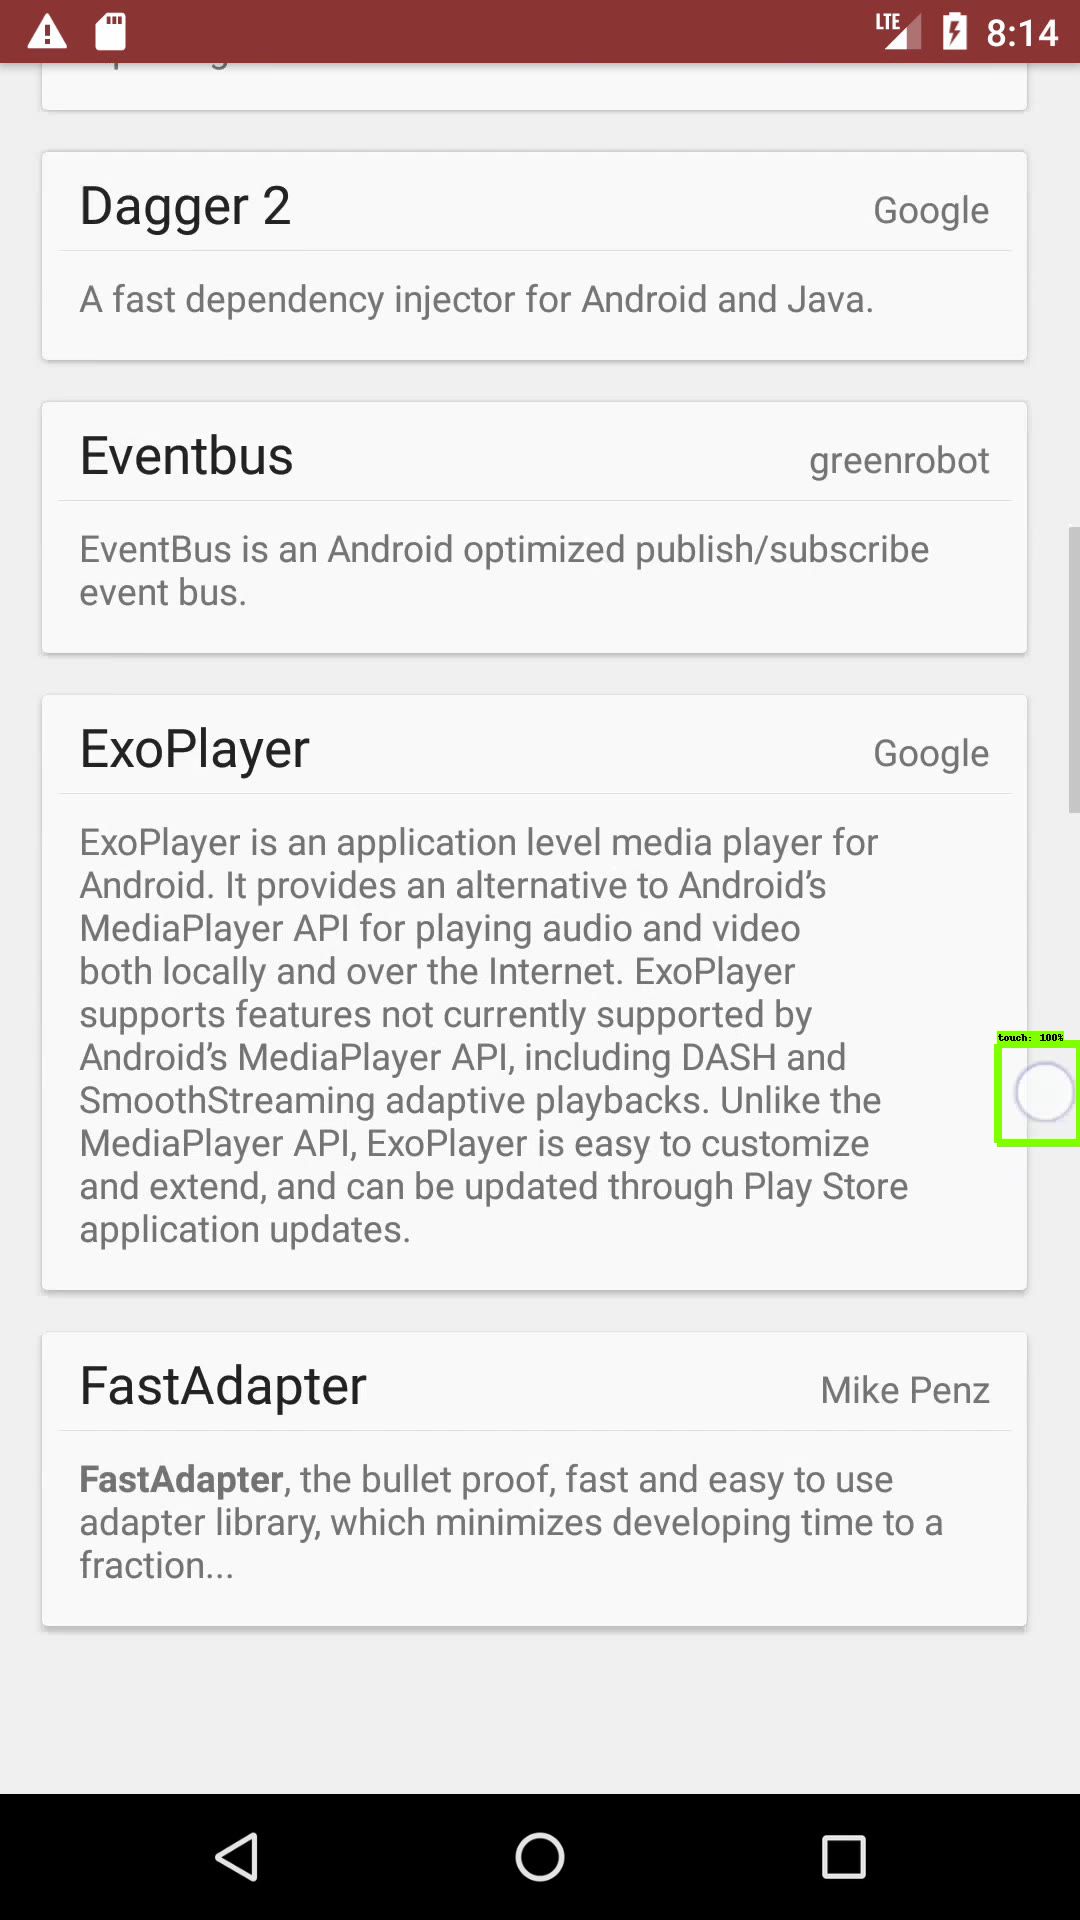 LTE 8:14
Dagger 2
Google
A fast dependency injector for Android and Java.
Eventbus
greenrobot
EventBus is an Android optimized publish/subscribe
event bus.
ExoPlayer
Google
ExoPlayer is an application level media player for
Android. It provides an alternative to Android’s
MediaPlayer API for playing audio and video
both locally and over the Internet. ExoPlayer
supports features not currently supported by
Android’s MediaPlayer API, including DASH and
SmoothStreaming adaptive playbacks. Unlike the
MediaPlayer API, ExoPlayer is easy to customize
and extend, and can be updated through Play Store
application updates.
touch: 100%
FastAdapter
Mike Penz
FastAdapter, the bullet proof, fast and easy to use
adapter library, which minimizes developing time to a
fraction...